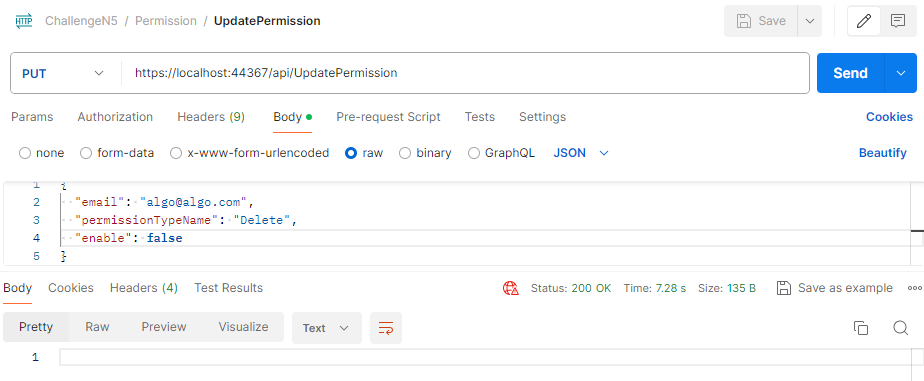 HTTP ChallengeN5 / Permission / UpdatePermission Save
PUT https://localhost:44367/api/UpdatePermission Send
Params Authorization Headers (9) Body Pre-request Script Tests Settings Cookies
none form-data x-www-form-urlencoded raw binary GraphQL JSON Beautify
1 {
2 "email": "algo@algo.com",
3 "permissionTypeName": "Delete",
4 "enable": false
5 }
Body Cookies Headers (4) Test Results Status: 200 OK Time: 7.28 s Size: 135 B Save as example
Pretty Raw Preview Visualize Text
1